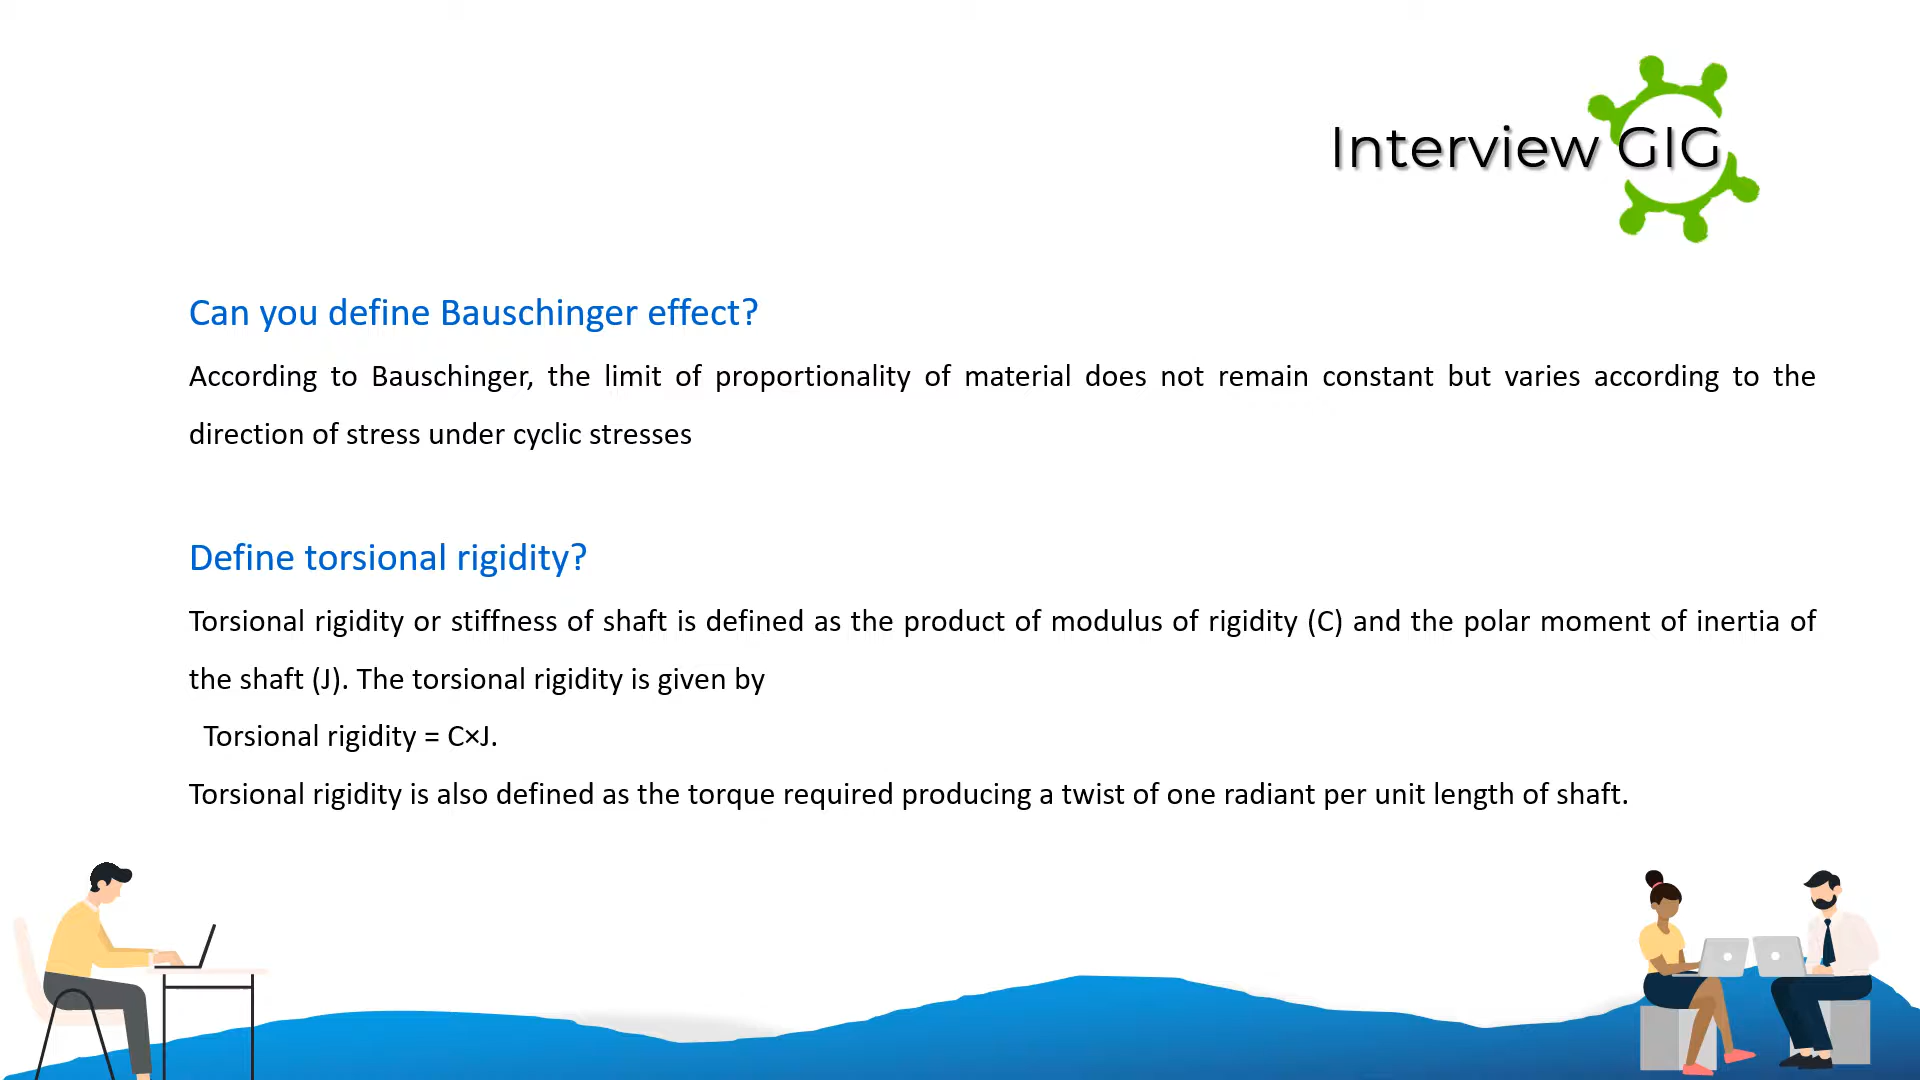 Interview GIG
Can you define Bauschinger effect?
According to Bauschinger, the limit of proportionality of material does not remain constant but varies according to the
direction of stress under cyclic stresses
Define torsional rigidity?
Torsional rigidity or stiffness of shaft is defined as the product of modulus of rigidity (C) and the polar moment of inertia of
the shaft (J). The torsional rigidity is given by
Torsional rigidity = C×J.
Torsional rigidity is also defined as the torque required producing a twist of one radiant per unit length of shaft.